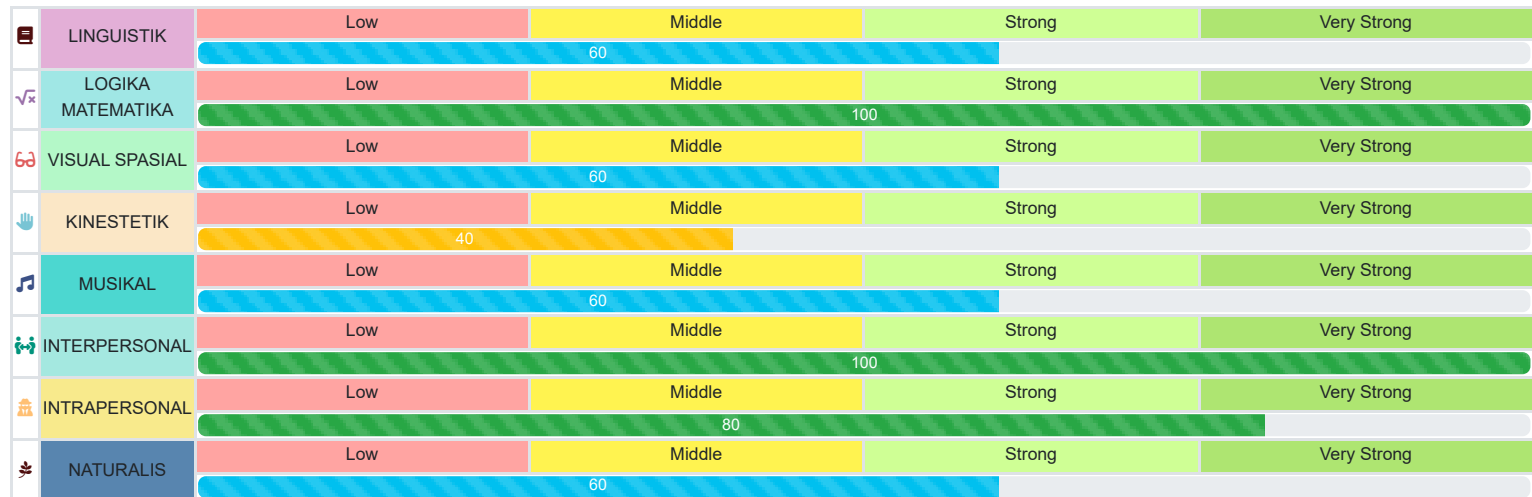 LINGUISTIK
Low Middle Strong Very Strong
60
LOGIKA
MATEMATIKA
Low Middle Strong Very Strong
100
VISUAL SPASIAL
Low Middle Strong Very Strong
60
KINESTETIK
Low Middle Strong Very Strong
40
MUSIKAL
Low Middle Strong Very Strong
60
INTERPERSONAL
Low Middle Strong Very Strong
100
INTRAPERSONAL
Low Middle Strong Very Strong
80
NATURALIS
Low Middle Strong Very Strong
60